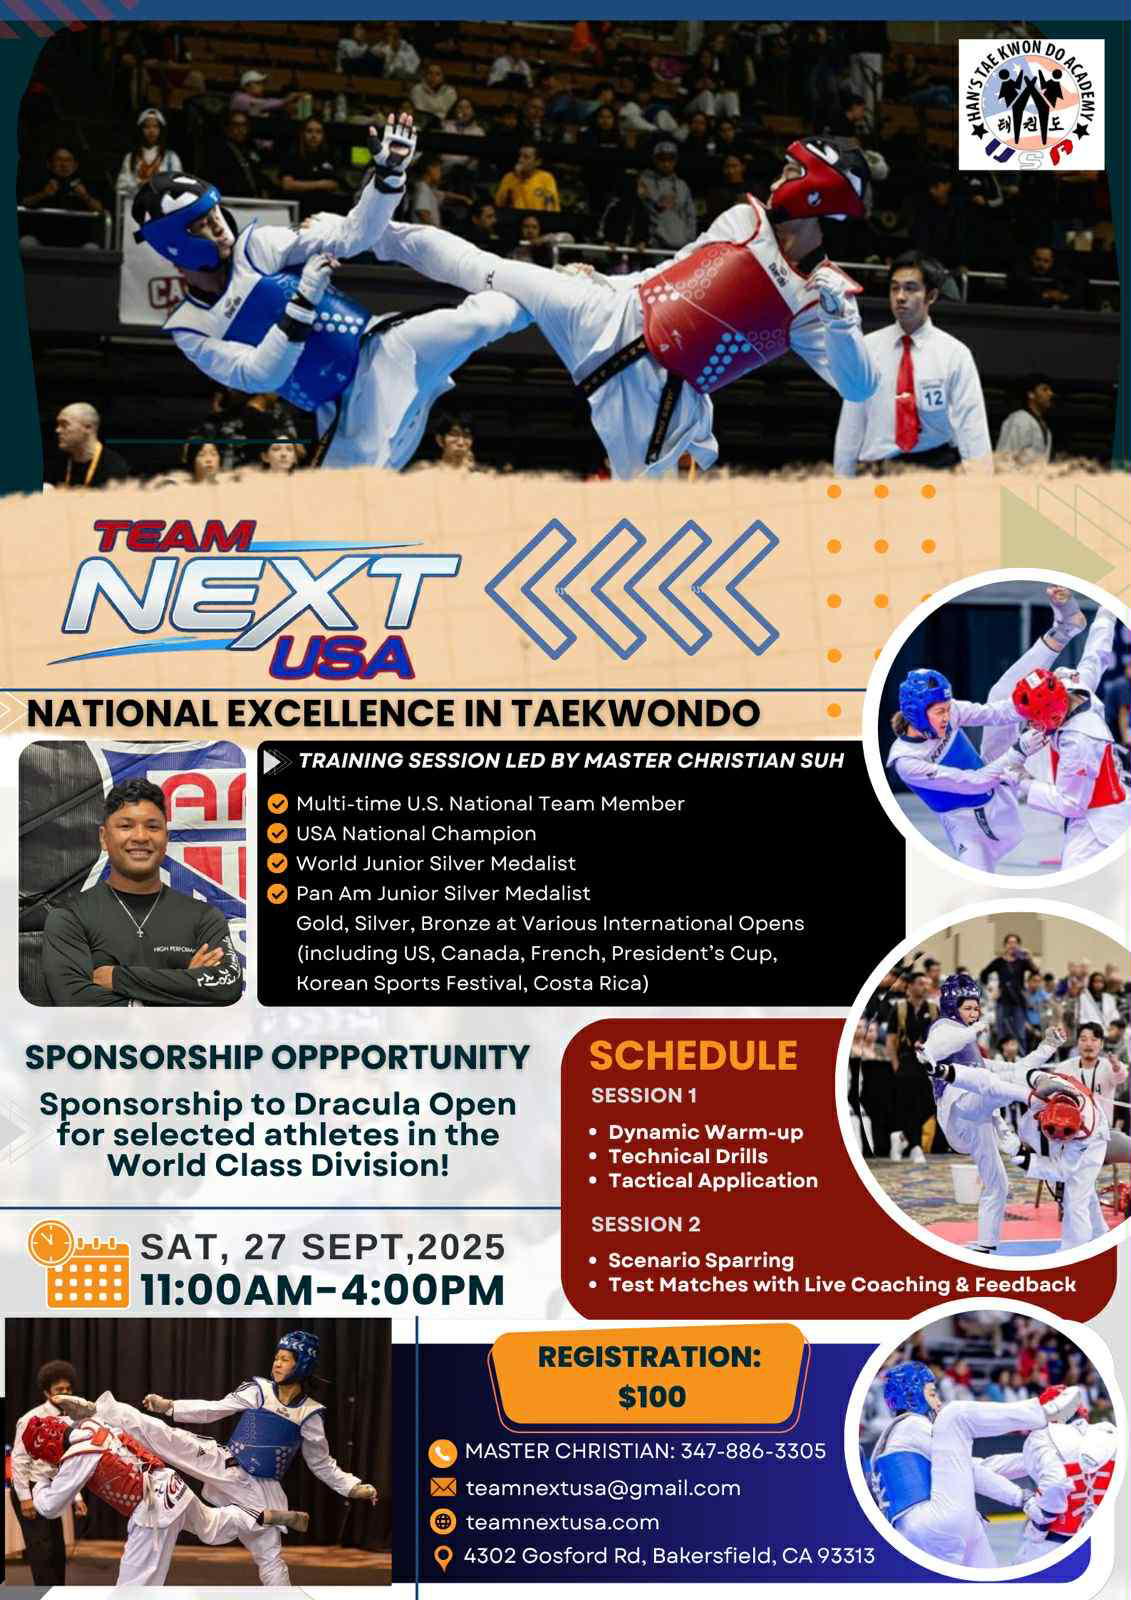 HAN'S TAE KWON DO ACADEMY
태권도
USA
12
TEAM
NEXT
USA
NATIONAL EXCELLENCE IN TAEKWONDO
TRAINING SESSION LED BY MASTER CHRISTIAN SUH
Multi-time U.S. National Team Member
USA National Champion
World Junior Silver Medalist
Pan Am Junior Silver Medalist
Gold, Silver, Bronze at Various International Opens
(including US, Canada, French, President's Cup,
Korean Sports Festival, Costa Rica)
HIGH PERFORM
SPONSORSHIP OPPPORTUNITY
Sponsorship to Dracula Open
for selected athletes in the
World Class Division!
SCHEDULE
SESSION 1
• Dynamic Warm-up
• Technical Drills
• Tactical Application
SESSION 2
• Scenario Sparring
• Test Matches with Live Coaching & Feedback
SAT, 27 SEPT,2025
11:00AM-4:00PM
REGISTRATION:
$100
MASTER CHRISTIAN: 347-886-3305
teamnextusa@gmail.com
teamnextusa.com
4302 Gosford Rd, Bakersfield, CA 93313